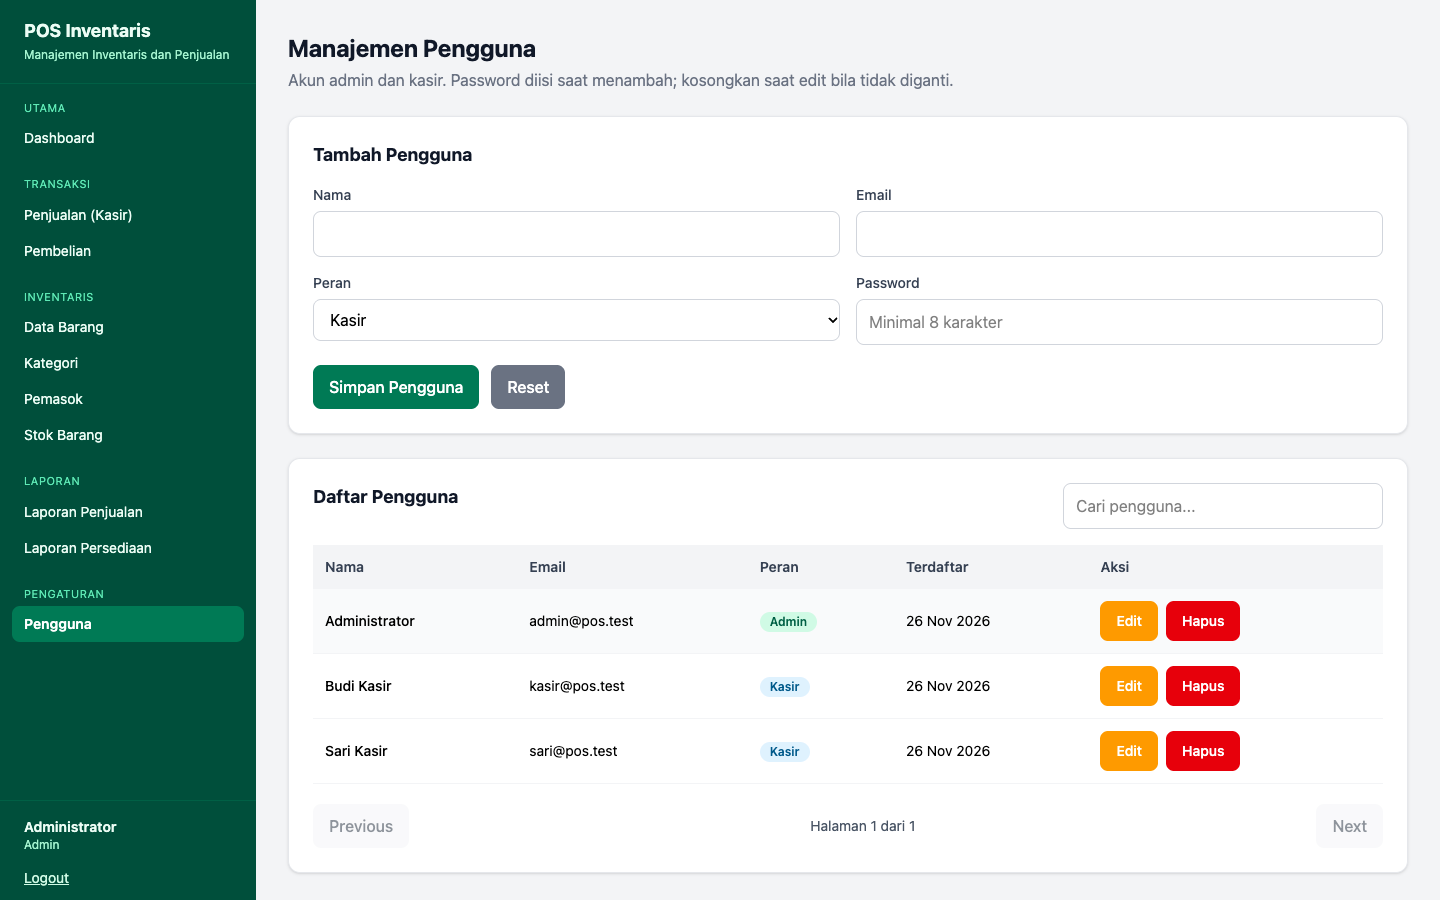 POS Inventaris
Manajemen Inventaris dan Penjualan
UTAMA
Dashboard
TRANSAKSI
Penjualan (Kasir)
Pembelian
INVENTARIS
Data Barang
Kategori
Pemasok
Stok Barang
LAPORAN
Laporan Penjualan
Laporan Persediaan
PENGATURAN
Pengguna
Administrator
Admin
Logout
Manajemen Pengguna
Akun admin dan kasir. Password diisi saat menambah; kosongkan saat edit bila tidak diganti.
Tambah Pengguna
Nama Email
Peran Password
Kasir Minimal 8 karakter
Simpan Pengguna Reset
Daftar Pengguna Cari pengguna...
Nama Email Peran Terdaftar Aksi
Administrator admin@pos.test Admin 26 Nov 2026 Edit Hapus
Budi Kasir kasir@pos.test Kasir 26 Nov 2026 Edit Hapus
Sari Kasir sari@pos.test Kasir 26 Nov 2026 Edit Hapus
Previous Halaman 1 dari 1 Next